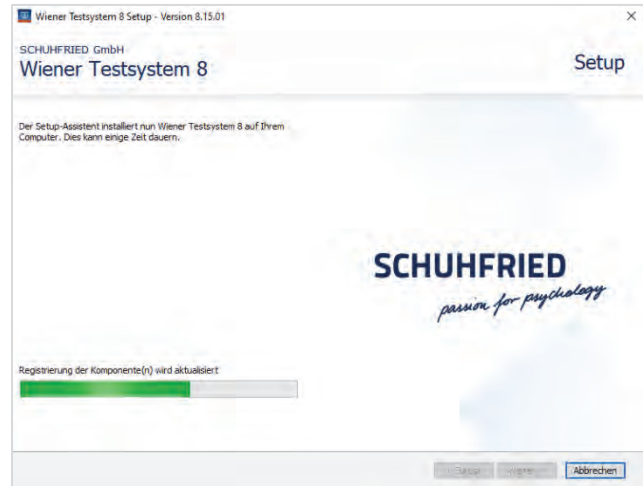 Wiener Testsystem 8 Setup - Version 8.15.01
SCHUHFRIED GmbH
Wiener Testsystem 8
Setup
Der Setup-Assistent installiert nun Wiener Testsystem 8 auf Ihrem
Computer. Dies kann einige Zeit dauern.
SCHUHFRIED
passion for psychology
Registrierung der Komponente(n) wird aktualisiert
Abbrechen